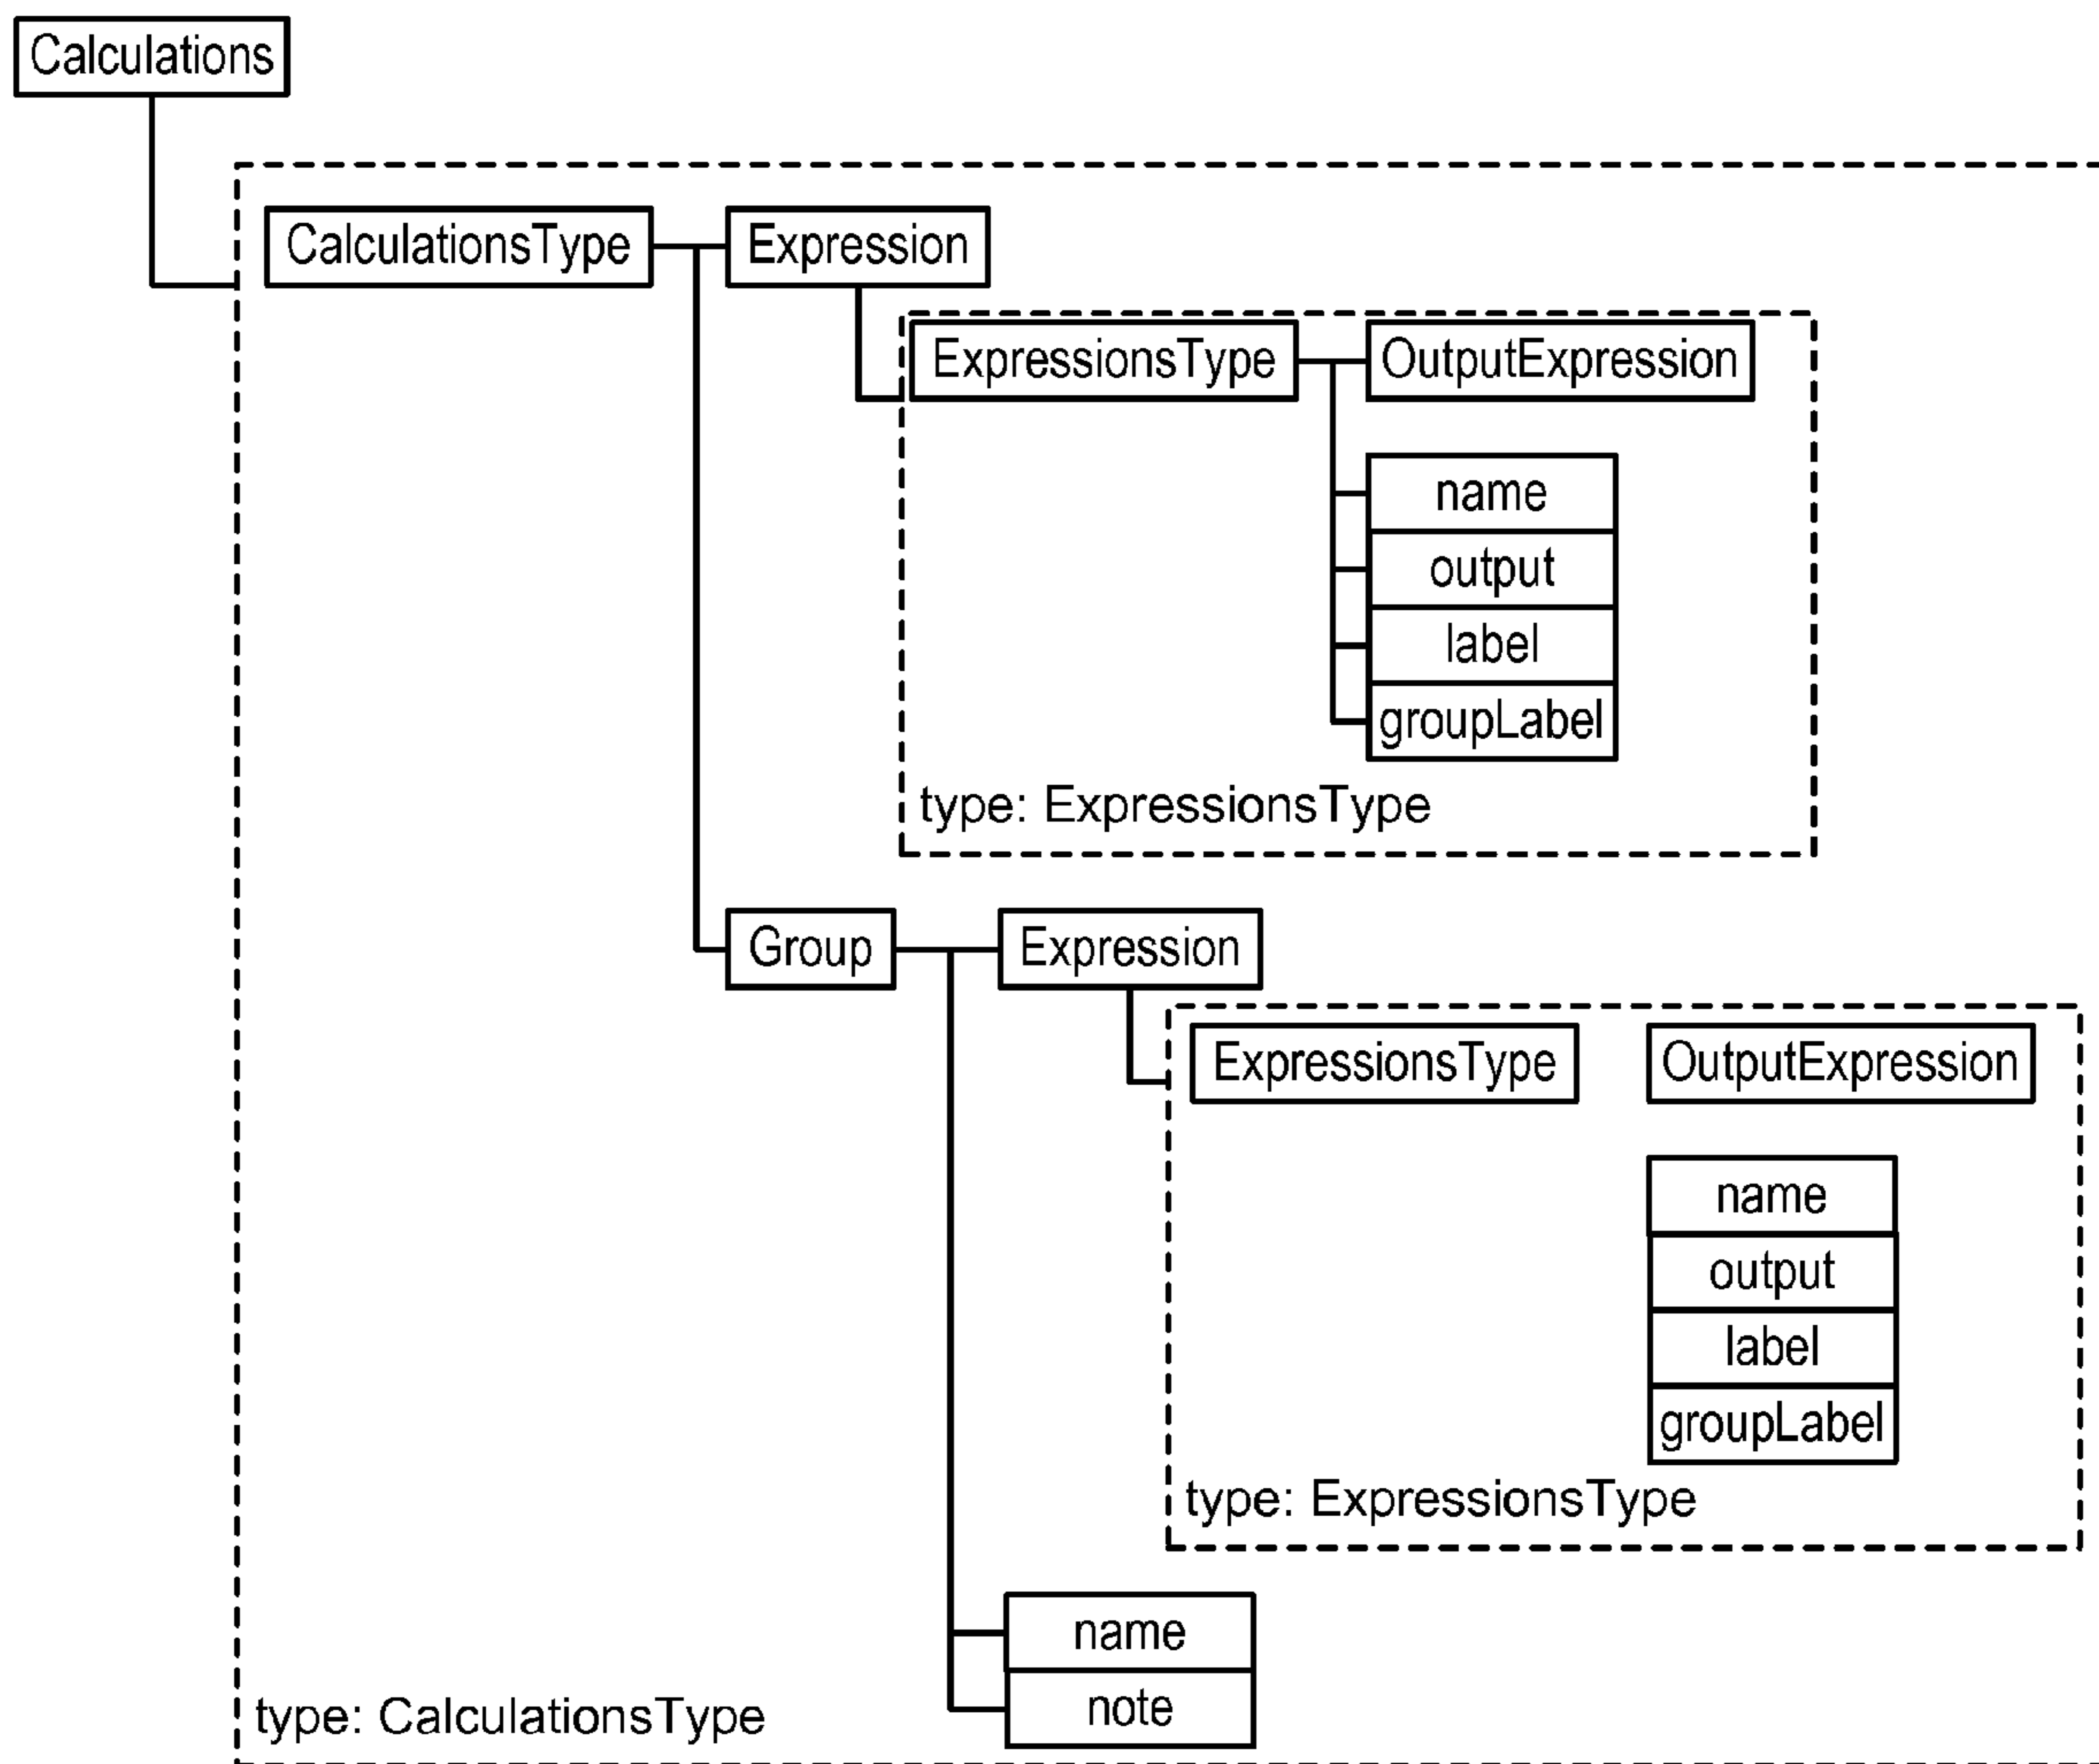 Calculations
CalculationsType
Expression
ExpressionsType
OutputExpression
name
output
label
groupLabel
type: ExpressionsType
Group
Expression
ExpressionsType
OutputExpression
name
output
label
groupLabel
type: ExpressionsType
name
note
type: CalculationsType